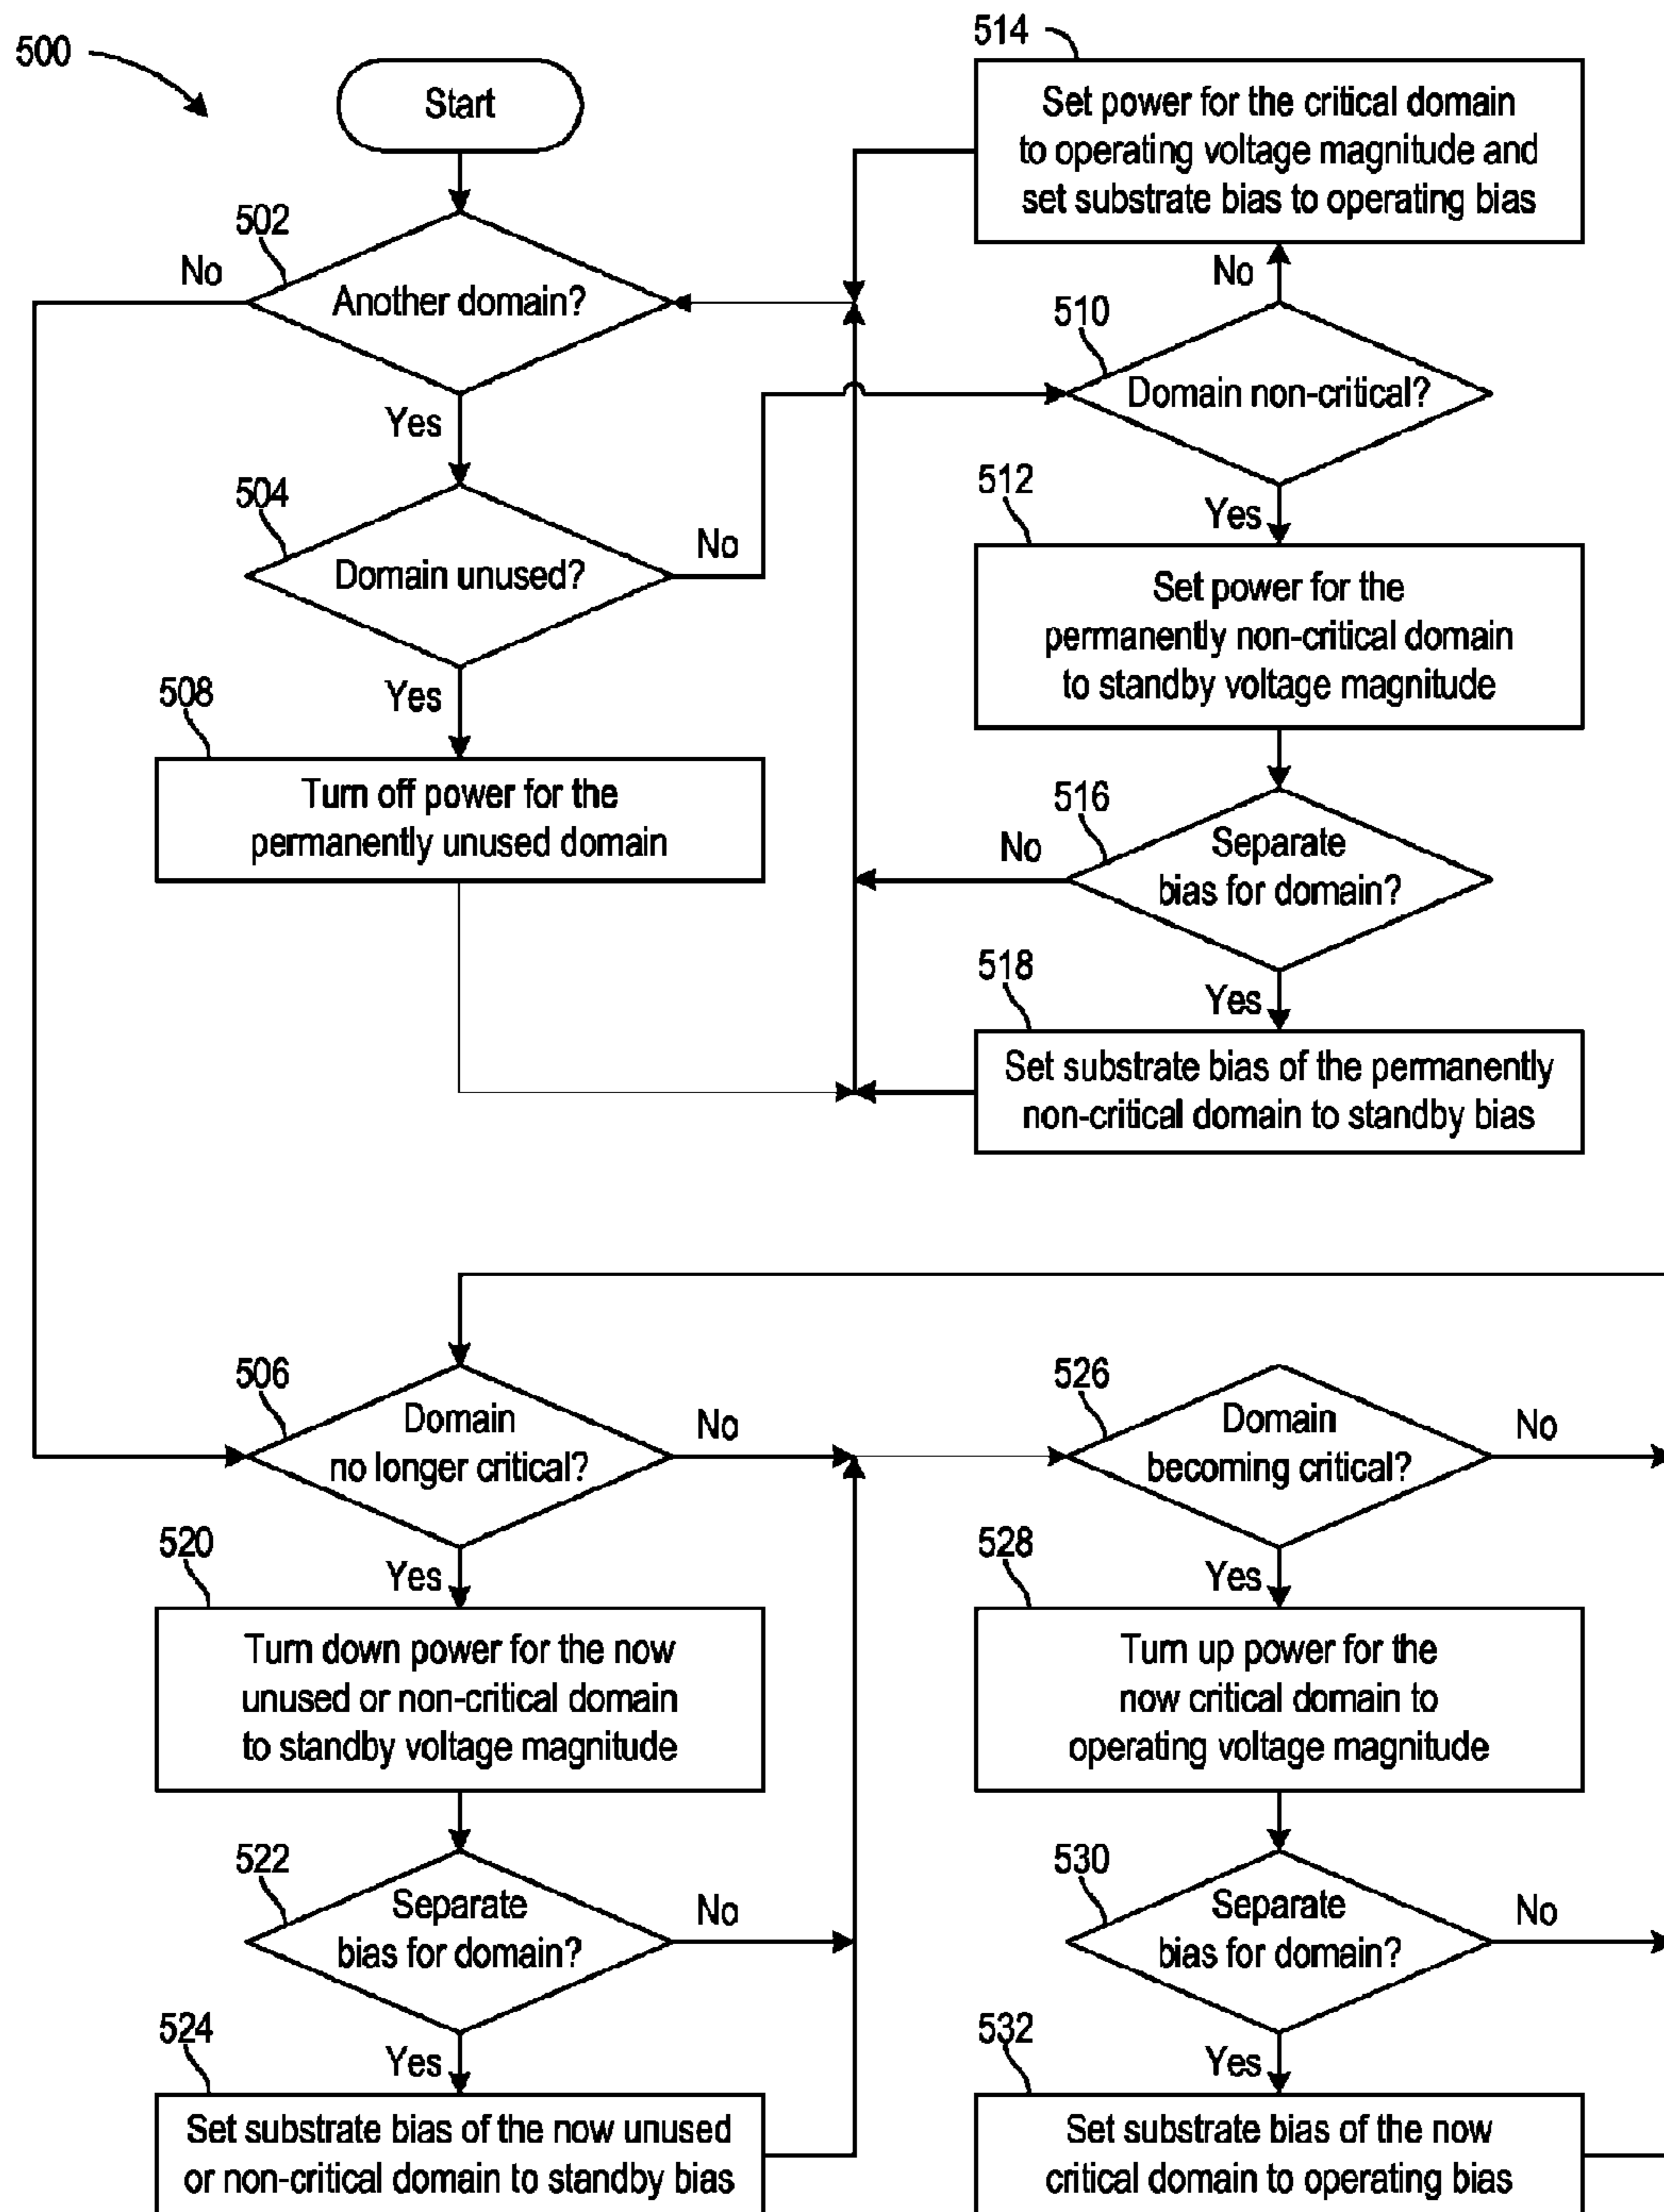 500
Start
502
No
Another domain?
Yes
504
No
Domain unused?
Yes
508
Turn off power for the
permanently unused domain
514
Set power for the critical domain
to operating voltage magnitude and
set substrate bias to operating bias
No
510
Domain non-critical?
Yes
512
Set power for the
permanently non-critical domain
to standby voltage magnitude
516
No
Separate
bias for domain?
Yes
518
Set substrate bias of the permanently
non-critical domain to standby bias
506
Domain
no longer critical?
No
Yes
520
Turn down power for the now
unused or non-critical domain
to standby voltage magnitude
522
Separate
bias for domain?
No
Yes
524
Set substrate bias of the now unused
or non-critical domain to standby bias
526
Domain
becoming critical?
No
Yes
528
Turn up power for the
now critical domain to
operating voltage magnitude
530
Separate
bias for domain?
No
Yes
532
Set substrate bias of the now
critical domain to operating bias